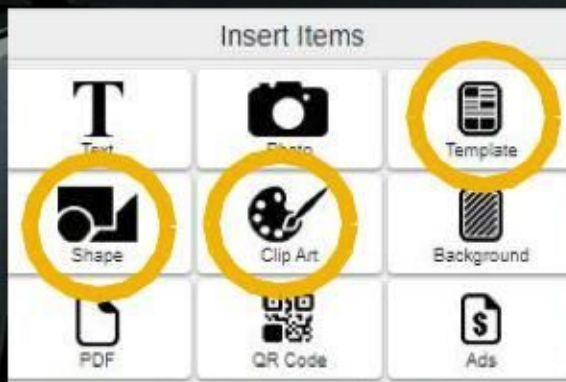 Insert Items
Text Photo Template
Shape Clip Art Background
PDF QR Code Ads